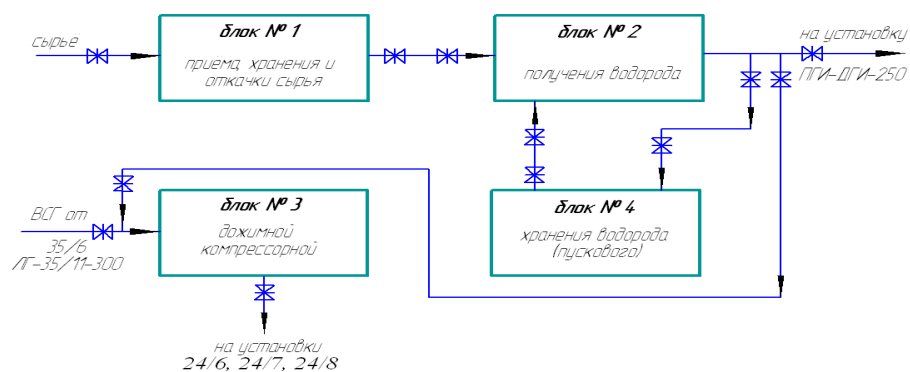 сырье
блок № 1
приема, хранения и
откачки сырья
блок № 2
получения водорода
на установку
ПГИ-ДГИ-250
ВСГ от
35/6
ЛГ-35/11-300
блок № 3
дожимной
компрессорной
блок № 4
хранения водорода
(пускового)
на установки
24/6, 24/7, 24/8